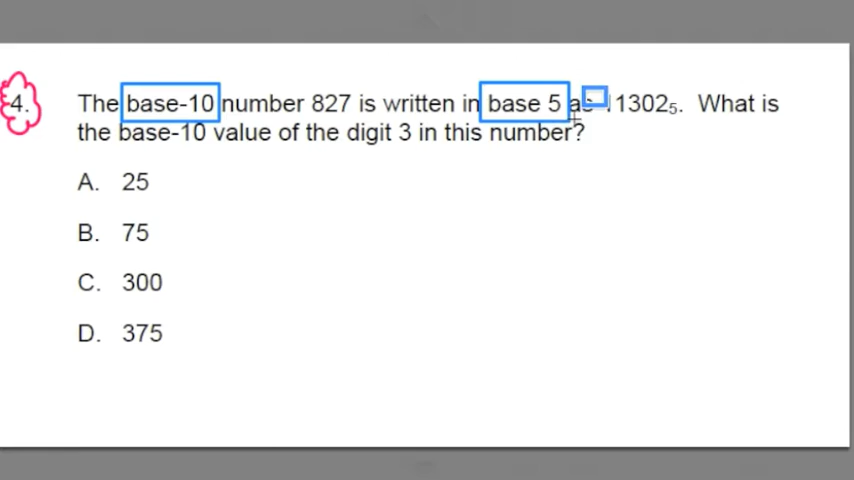 4. The base-10 number 827 is written in base 5 as 11302₅. What is
the base-10 value of the digit 3 in this number?
A. 25
B. 75
C. 300
D. 375